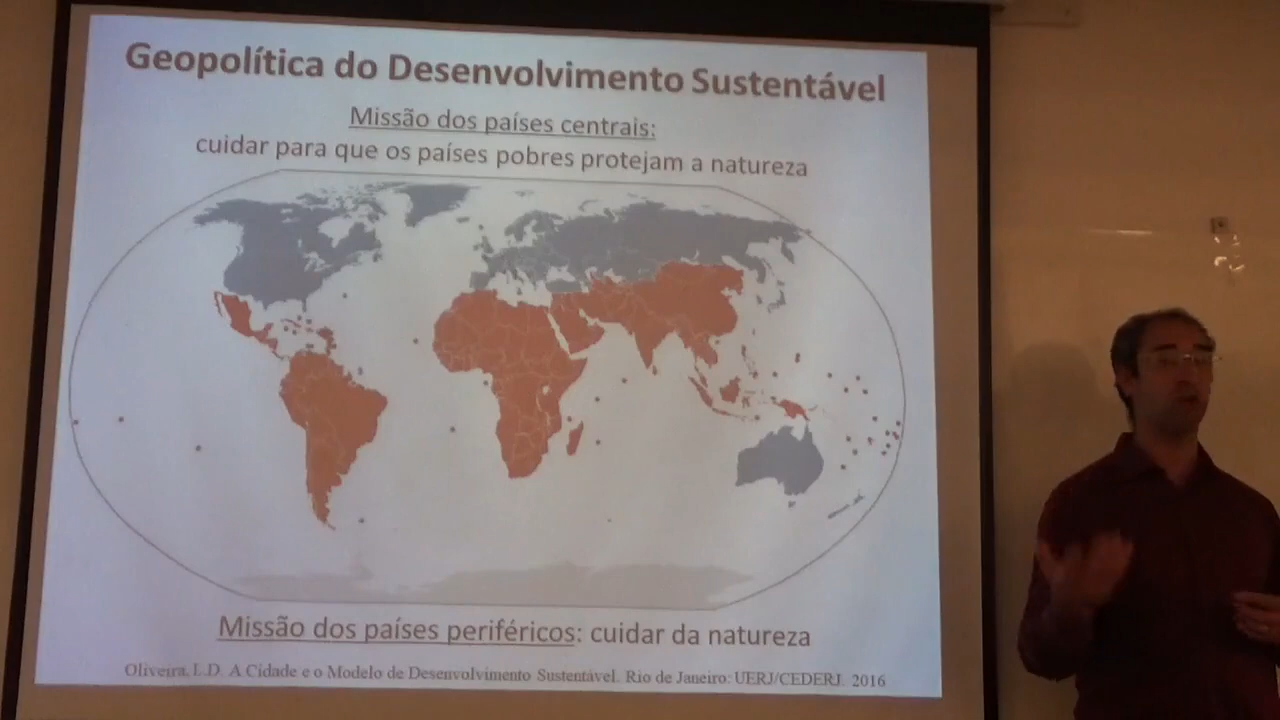 Geopolítica do Desenvolvimento Sustentável
Missão dos países centrais:
cuidar para que os países pobres protejam a natureza
Missão dos países periféricos: cuidar da natureza
Oliveira, L.D. A Cidade e o Modelo de Desenvolvimento Sustentável. Rio de Janeiro: UERJ/CEDERJ. 2016